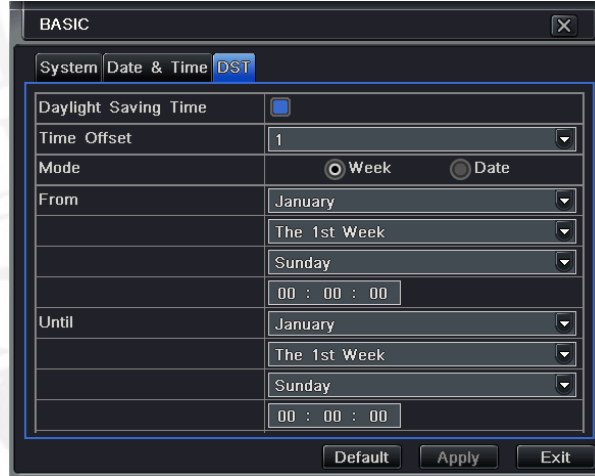 BASIC
System Date & Time DST
Daylight Saving Time
Time Offset 1
Mode Week Date
From January
The 1st Week
Sunday
00 : 00 : 00
Until January
The 1st Week
Sunday
00 : 00 : 00
Default Apply Exit